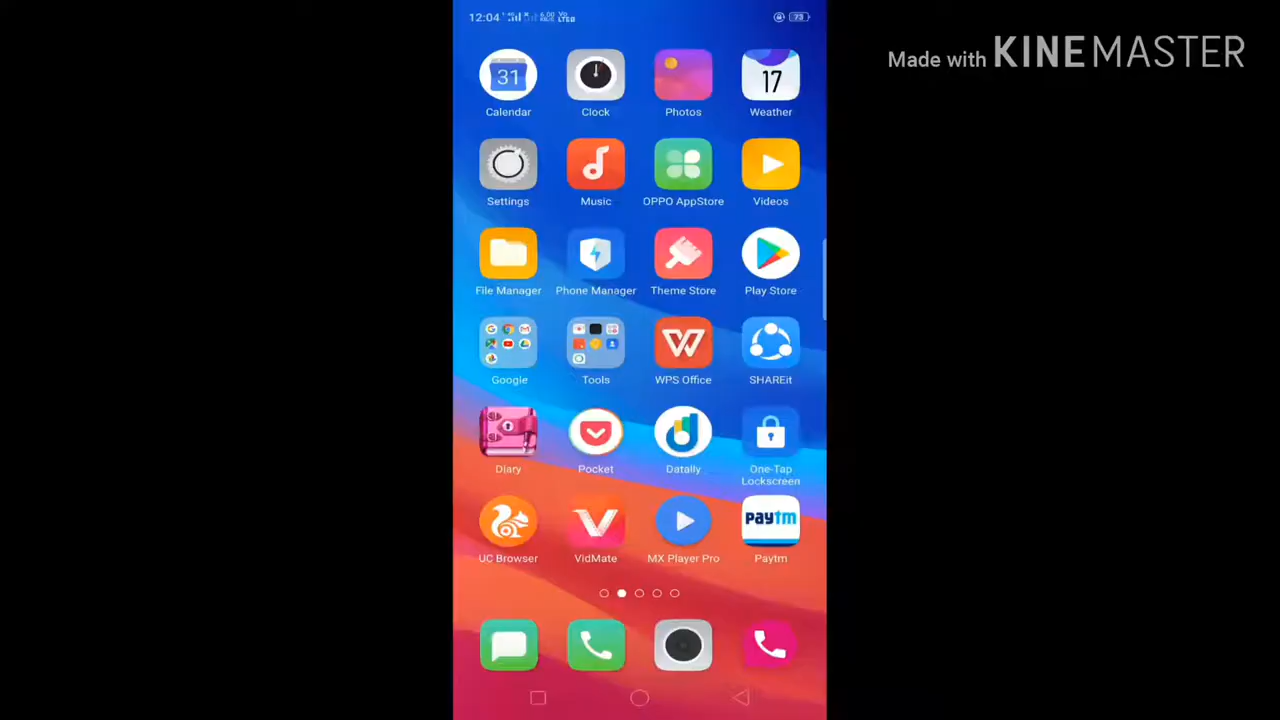 12:04
73
Made with KINEMASTER
31
17
Calendar
Clock
Photos
Weather
Settings
Music
OPPO AppStore
Videos
File Manager
Phone Manager
Theme Store
Play Store
Google
Tools
WPS Office
SHAREit
Diary
Pocket
Datally
One-Tap
Lockscreen
paytm
UC Browser
VidMate
MX Player Pro
Paytm